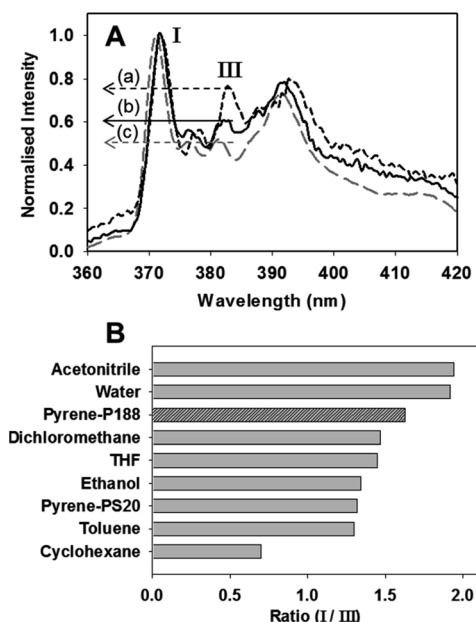 A
I
III
(a)
(b)
(c)
1.0
0.8
0.6
0.4
0.2
0.0
Normalised Intensity
360 370 380 390 400 410 420
Wavelength (nm)
B
Acetonitrile
Water
Pyrene-P188
Dichloromethane
THF
Ethanol
Pyrene-PS20
Toluene
Cyclohexane
0.0 0.5 1.0 1.5 2.0
Ratio (I / III)